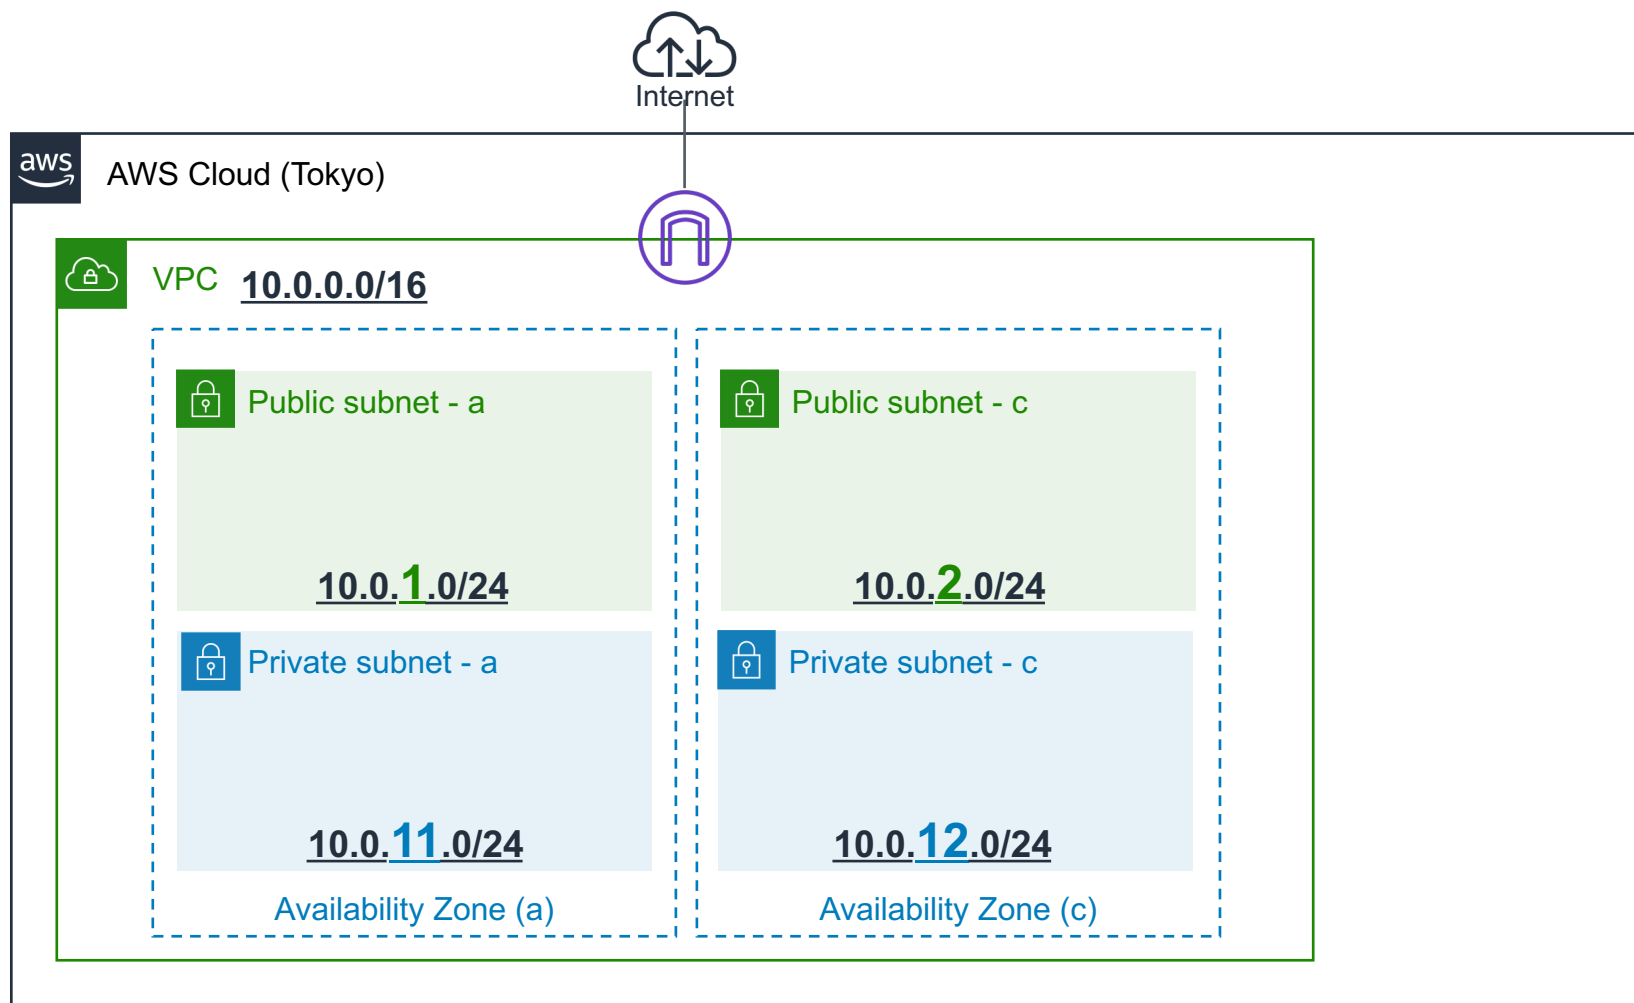 Internet
aws
AWS Cloud (Tokyo)
VPC 10.0.0.0/16
Public subnet - a
10.0.1.0/24
Private subnet - a
10.0.11.0/24
Availability Zone (a)
Public subnet - c
10.0.2.0/24
Private subnet - c
10.0.12.0/24
Availability Zone (c)